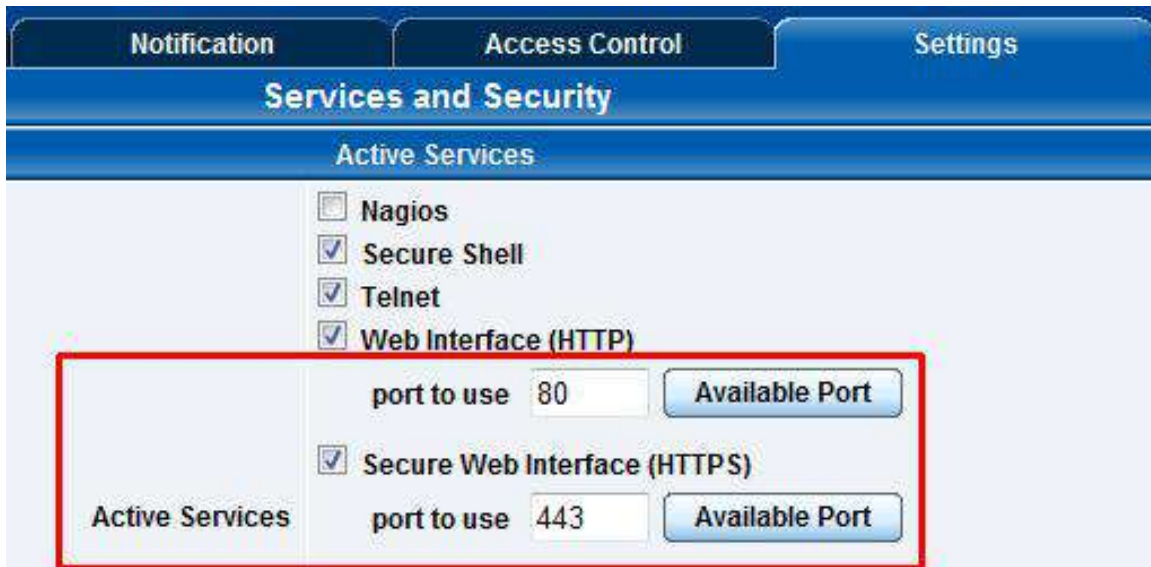 Notification Access Control Settings
Services and Security
Active Services
Nagios
Secure Shell
Telnet
Web Interface (HTTP)
port to use 80 Available Port
Secure Web Interface (HTTPS)
Active Services port to use 443 Available Port